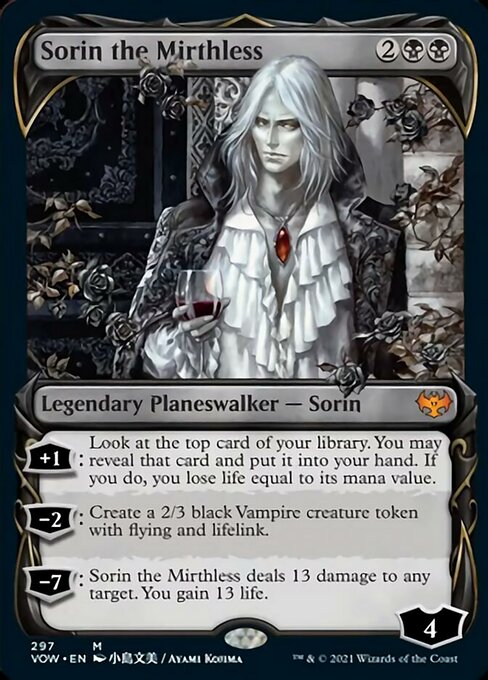 Sorin the Mirthless 2
Legendary Planeswalker — Sorin
+1: Look at the top card of your library. You may
reveal that card and put it into your hand. If
you do, you lose life equal to its mana value.
−2: Create a 2/3 black Vampire creature token
with flying and lifelink.
−7: Sorin the Mirthless deals 13 damage to any
target. You gain 13 life.
4
297 M
VOW • EN 小島文美 / Ayami Kojima ™ & © 2021 Wizards of the Coast